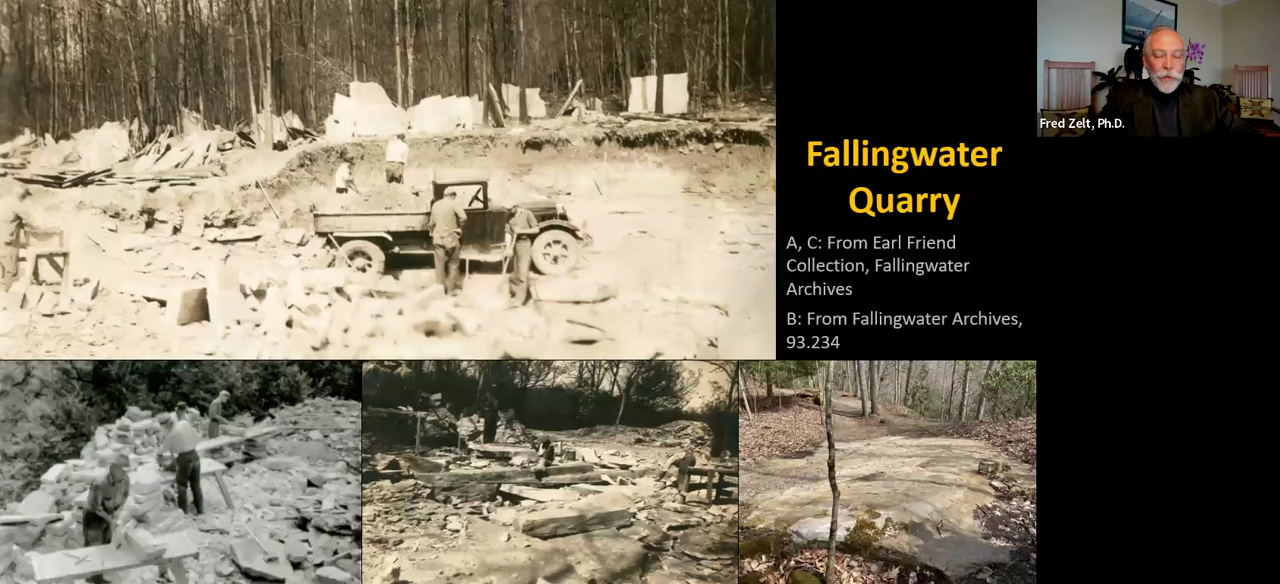 Fallingwater
Quarry
A, C: From Earl Friend
Collection, Fallingwater
Archives
B: From Fallingwater Archives,
93.234
Fred Zelt, Ph.D.